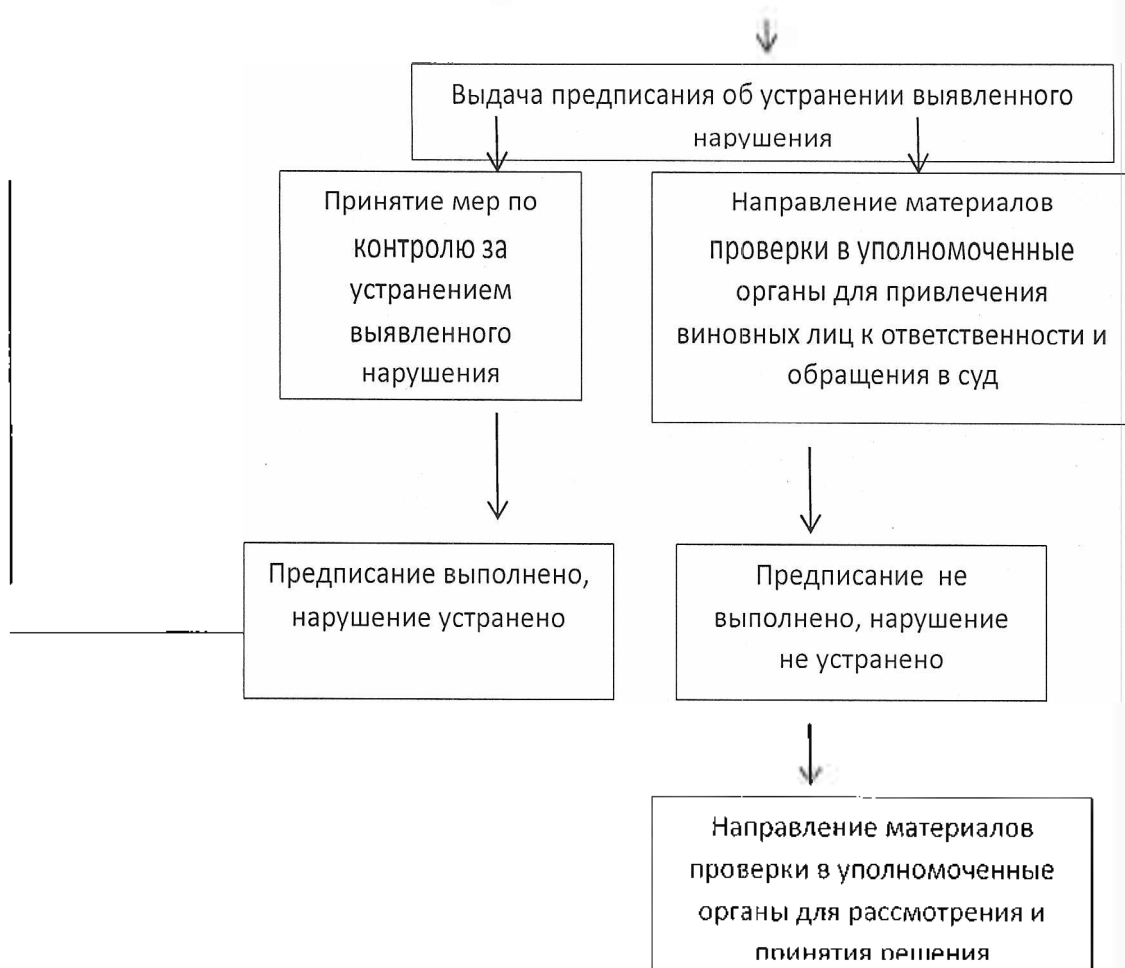 Выдача предписания об устранении выявленного
нарушения
Принятие мер по
контролю за
устранением
выявленного
нарушения
Направление материалов
проверки в уполномоченные
органы для привлечения
виновных лиц к ответственности и
обращения в суд
Предписание выполнено,
нарушение устранено
Предписание не
выполнено, нарушение
не устранено
Направление материалов
проверки в уполномоченные
органы для рассмотрения и
принятия решения